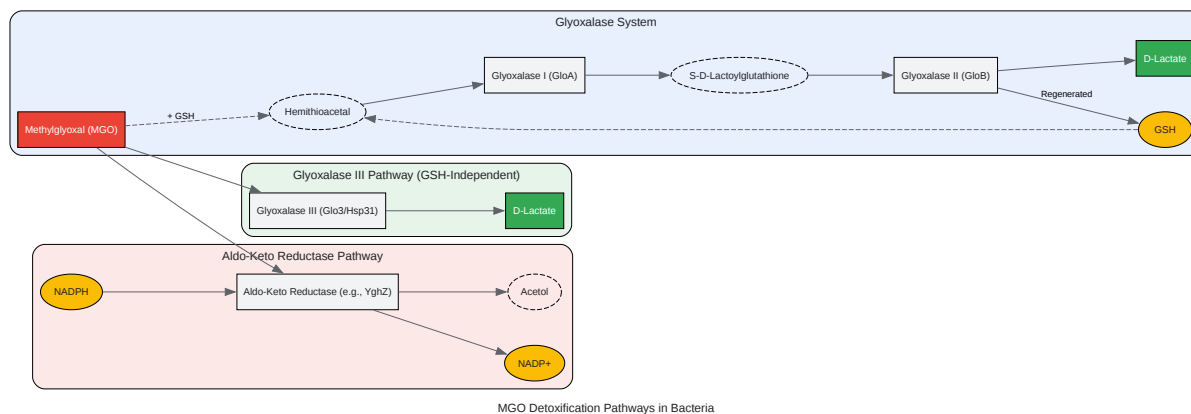 Glyoxalase System
Glyoxalase I (GloA)
S-D-Lactoylglutathione
Glyoxalase II (GloB)
D-Lactate
Regenerated
Hemithioacetal
+ GSH
Methylglyoxal (MGO)
GSH
Glyoxalase III Pathway (GSH-Independent)
Glyoxalase III (Glo3/Hsp31)
D-Lactate
Aldo-Keto Reductase Pathway
NADPH
Aldo-Keto Reductase (e.g., YghZ)
Acetol
NADP+
MGO Detoxification Pathways in Bacteria